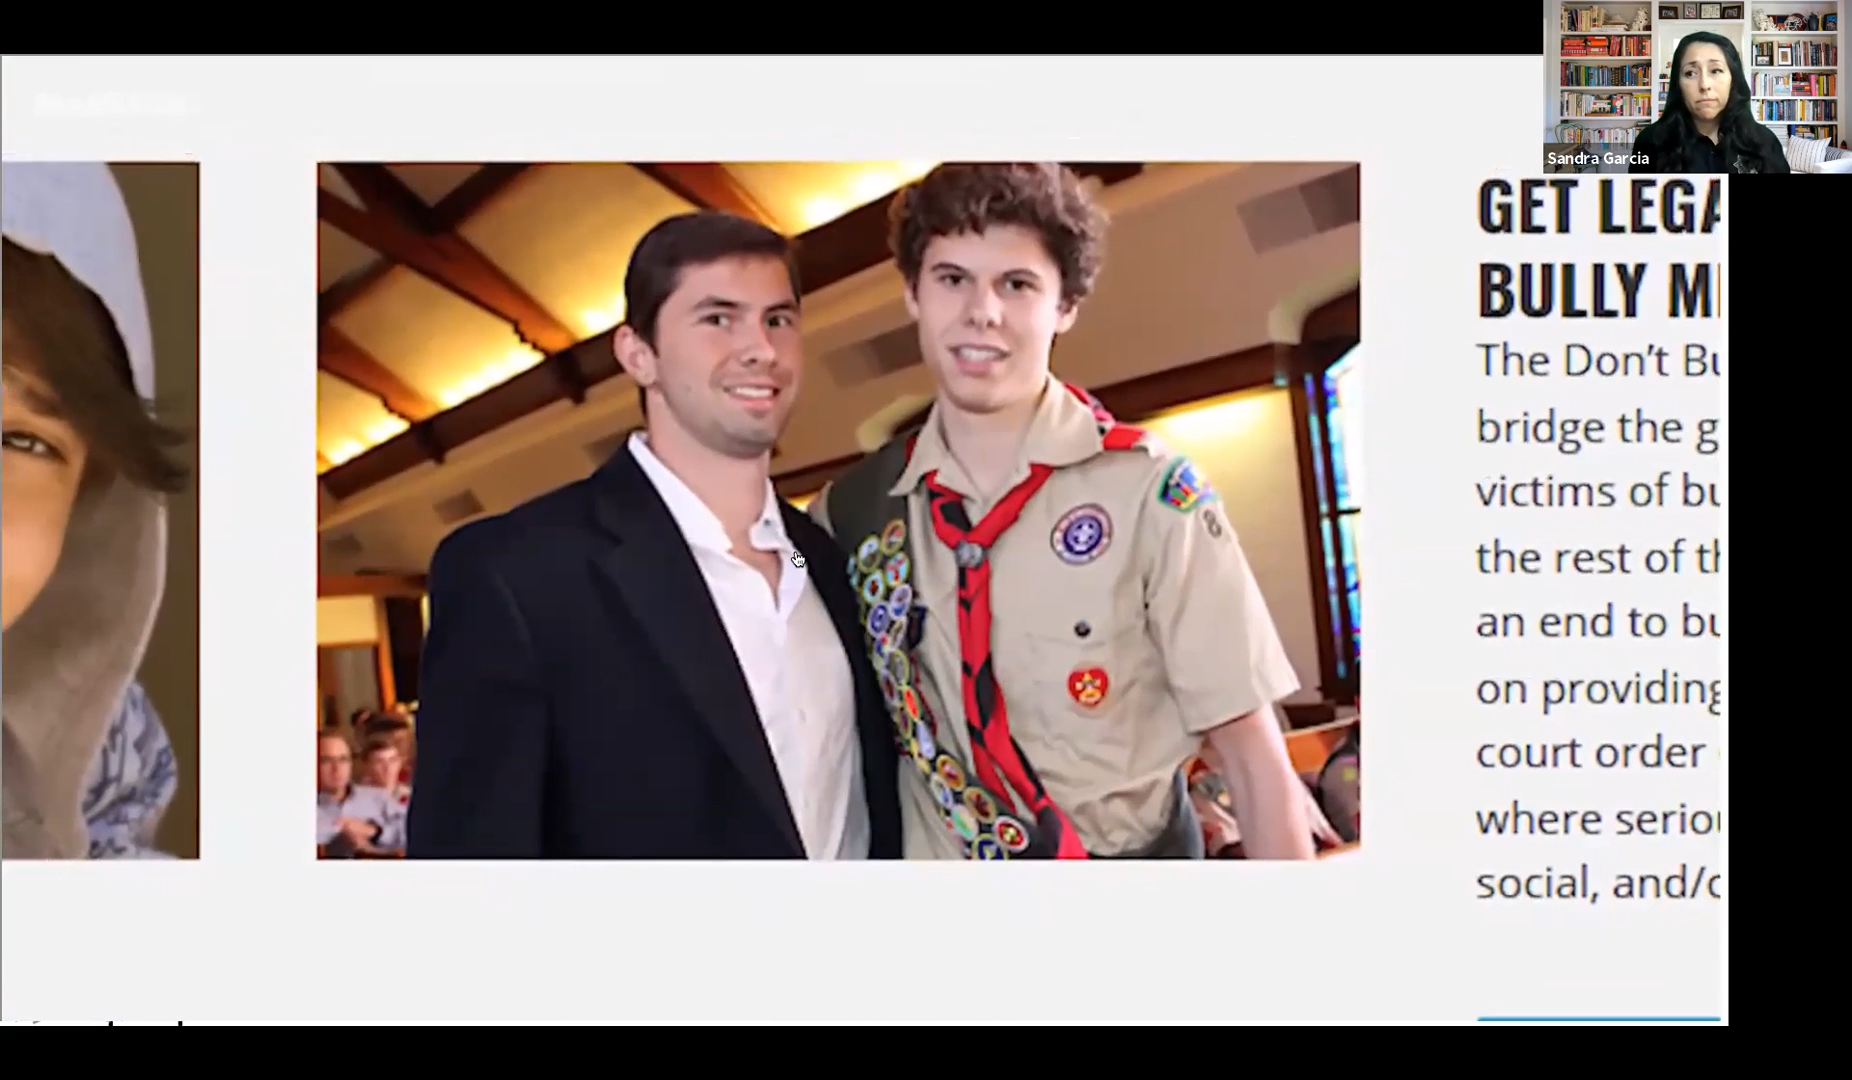 Sandra Garcia
GET LEGA
BULLY M
The Don't Bu
bridge the g
victims of bu
the rest of th
an end to bu
on providing
court order
where seriou
social, and/o
8